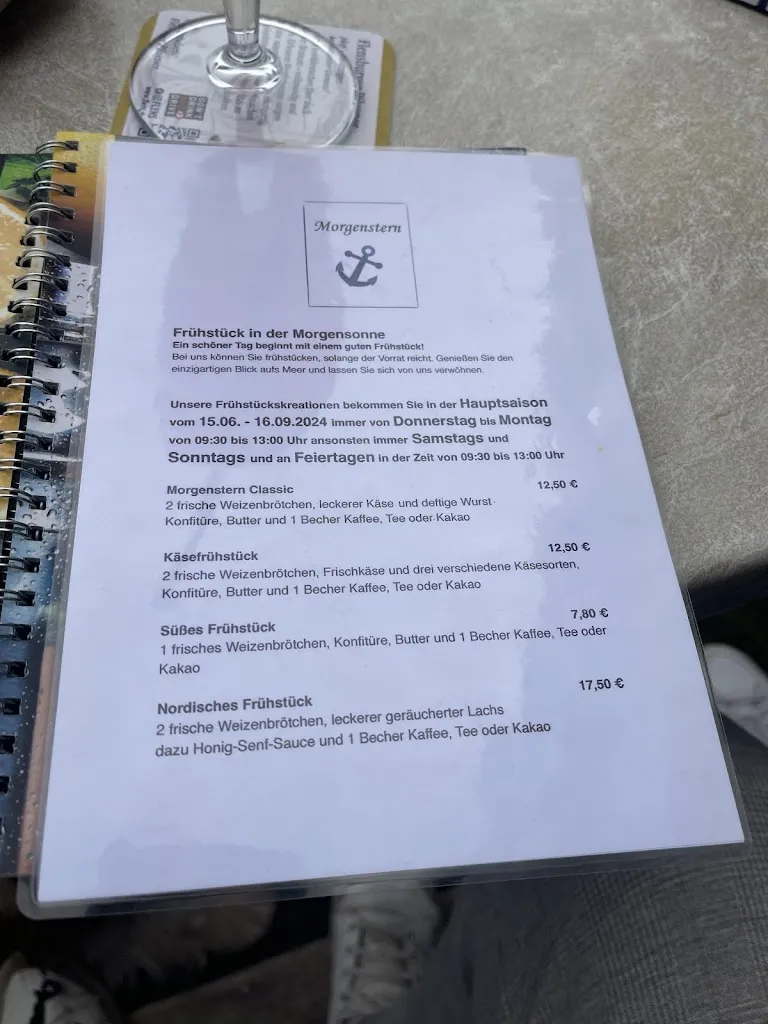 DON'T
DRINK
DRIVE
Morgenstern
Frühstück in der Morgensonne
Ein schöner Tag beginnt mit einem guten Frühstück!
Bei uns können Sie frühstücken, solange der Vorrat reicht. Genießen Sie den
einzigartigen Blick aufs Meer und lassen Sie sich von uns verwöhnen.
Unsere Frühstückskreationen bekommen Sie in der Hauptsaison
vom 15.06. - 16.09.2024 immer von Donnerstag bis Montag
von 09:30 bis 13:00 Uhr ansonsten immer Samstags und
Sonntags und an Feiertagen in der Zeit von 09:30 bis 13:00 Uhr
Morgenstern Classic 12,50 €
2 frische Weizenbrötchen, leckerer Käse und deftige Wurst
Konfitüre, Butter und 1 Becher Kaffee, Tee oder Kakao
Käsefrühstück 12,50 €
2 frische Weizenbrötchen, Frischkäse und drei verschiedene Käsesorten,
Konfitüre, Butter und 1 Becher Kaffee, Tee oder Kakao
Süßes Frühstück 7,80 €
1 frisches Weizenbrötchen, Konfitüre, Butter und 1 Becher Kaffee, Tee oder
Kakao
Nordisches Frühstück 17,50 €
2 frische Weizenbrötchen, leckerer geräucherter Lachs
dazu Honig-Senf-Sauce und 1 Becher Kaffee, Tee oder Kakao